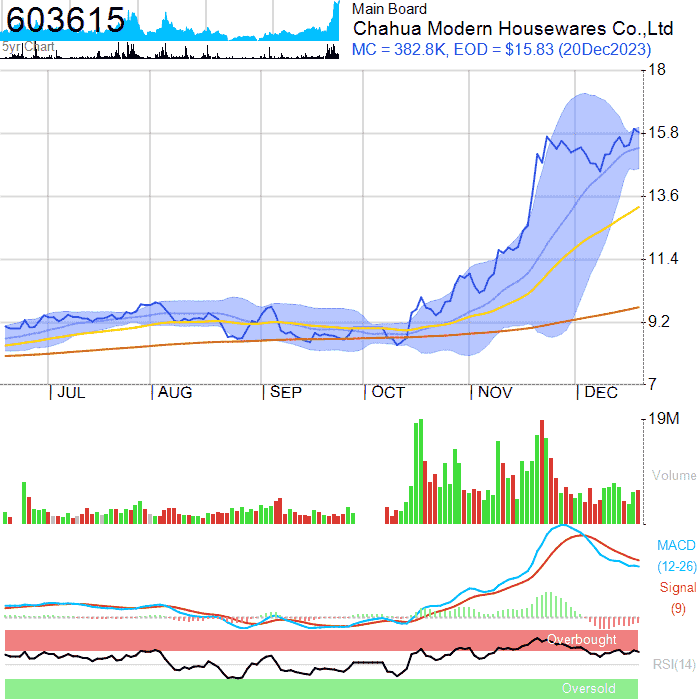 603615
5yr Chart
Main Board
Chahua Modern Housewares Co.,Ltd
MC = 382.8K, EOD = $15.83 (20Dec2023)
18
15.8
13.6
11.4
9.2
7
JUL AUG SEP OCT NOV DEC
19M
Volume
MACD
(12-26)
Signal
(9)
Overbought
RSI(14)
Oversold